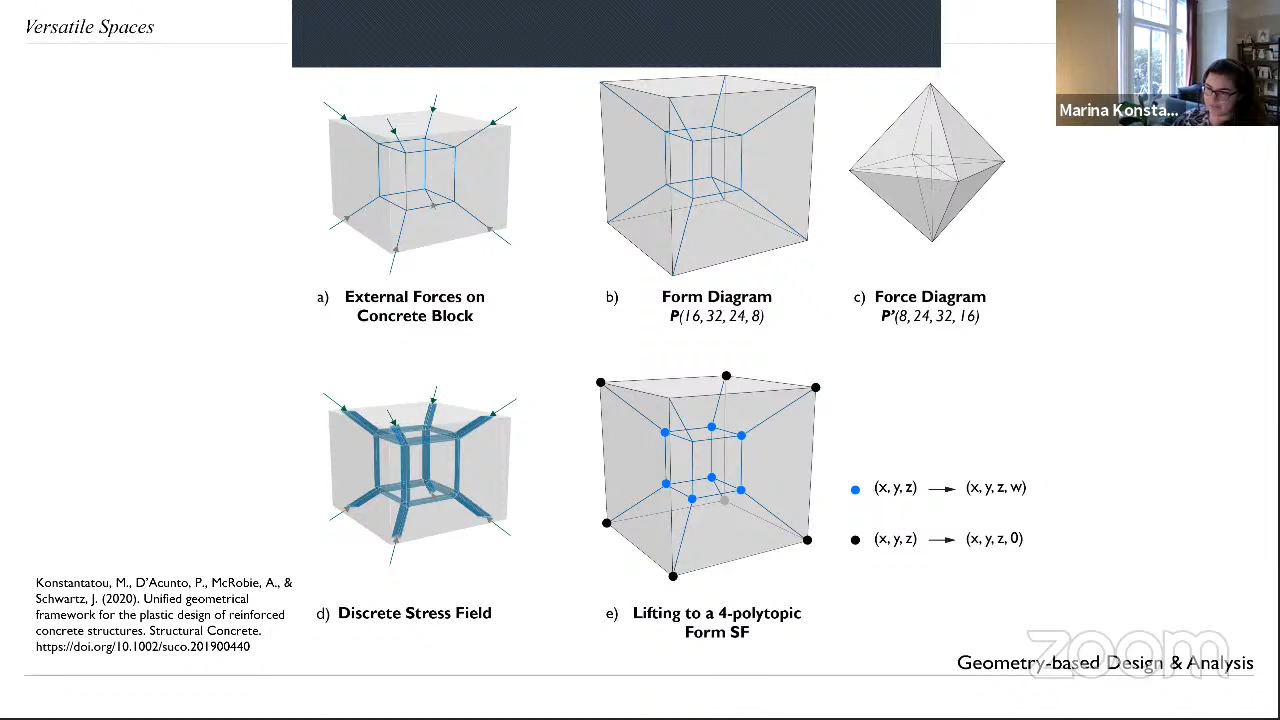 Versatile Spaces
Marina Konsta...
a) External Forces on
Concrete Block
b) Form Diagram
P(16, 32, 24, 8)
c) Force Diagram
P'(8, 24, 32, 16)
d) Discrete Stress Field
e) Lifting to a 4-polytopic
Form SF
(x, y, z) → (x, y, z, w)
(x, y, z) → (x, y, z, 0)
Konstantatou, M., D'Acunto, P., McRobie, A., &
Schwartz, J. (2020). Unified geometrical
framework for the plastic design of reinforced
concrete structures. Structural Concrete.
https://doi.org/10.1002/suco.201900440
zoom
Geometry-based Design & Analysis